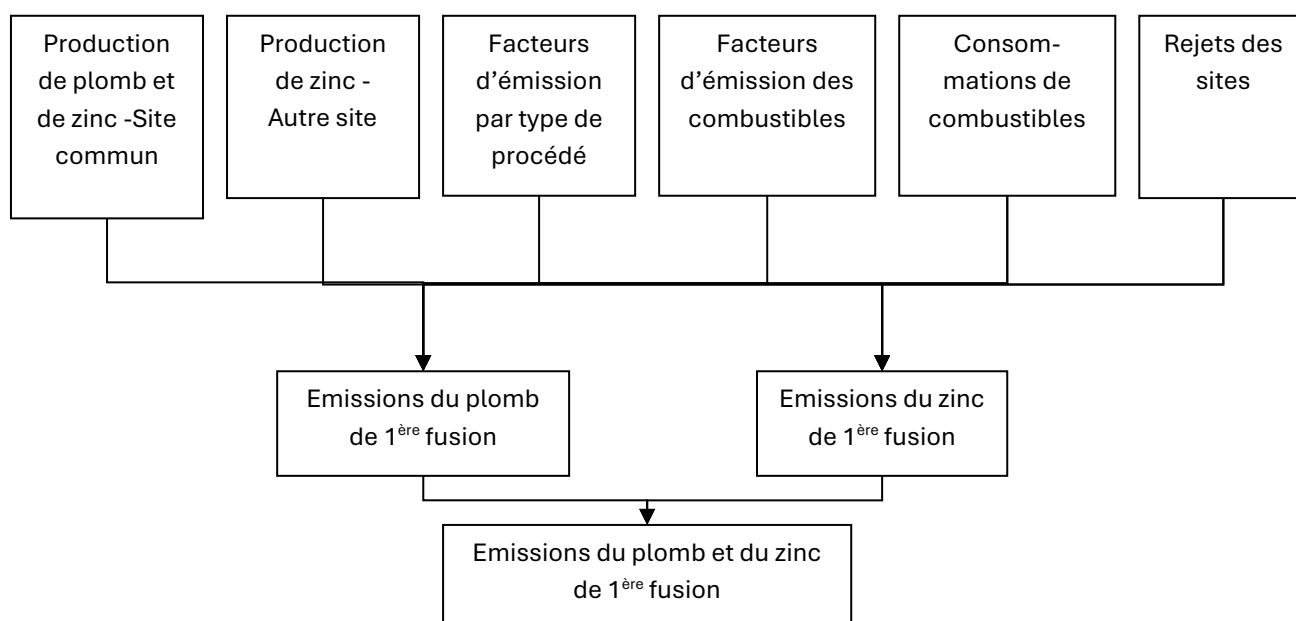 Production
de plomb et
de zinc -Site
commun
Production
de zinc -
Autre site
Facteurs
d’émission
par type de
procédé
Facteurs
d’émission des
combustibles
Consom-
mations de
combustibles
Rejets des
sites
Emissions du plomb
de 1ère fusion
Emissions du zinc
de 1ère fusion
Emissions du plomb et du zinc
de 1ère fusion